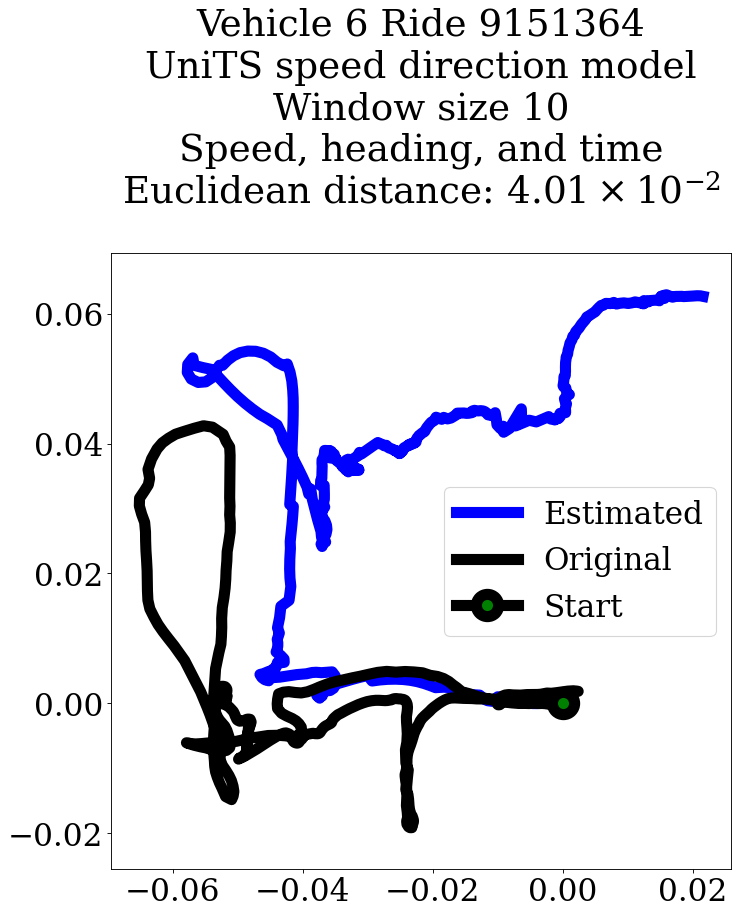 Vehicle 6 Ride 9151364
UniTS speed direction model
Window size 10
Speed, heading, and time
Euclidean distance: 4.01 × 10⁻²
0.06
0.04
0.02
0.00
−0.02
Estimated
Original
Start
−0.06 −0.04 −0.02 0.00 0.02